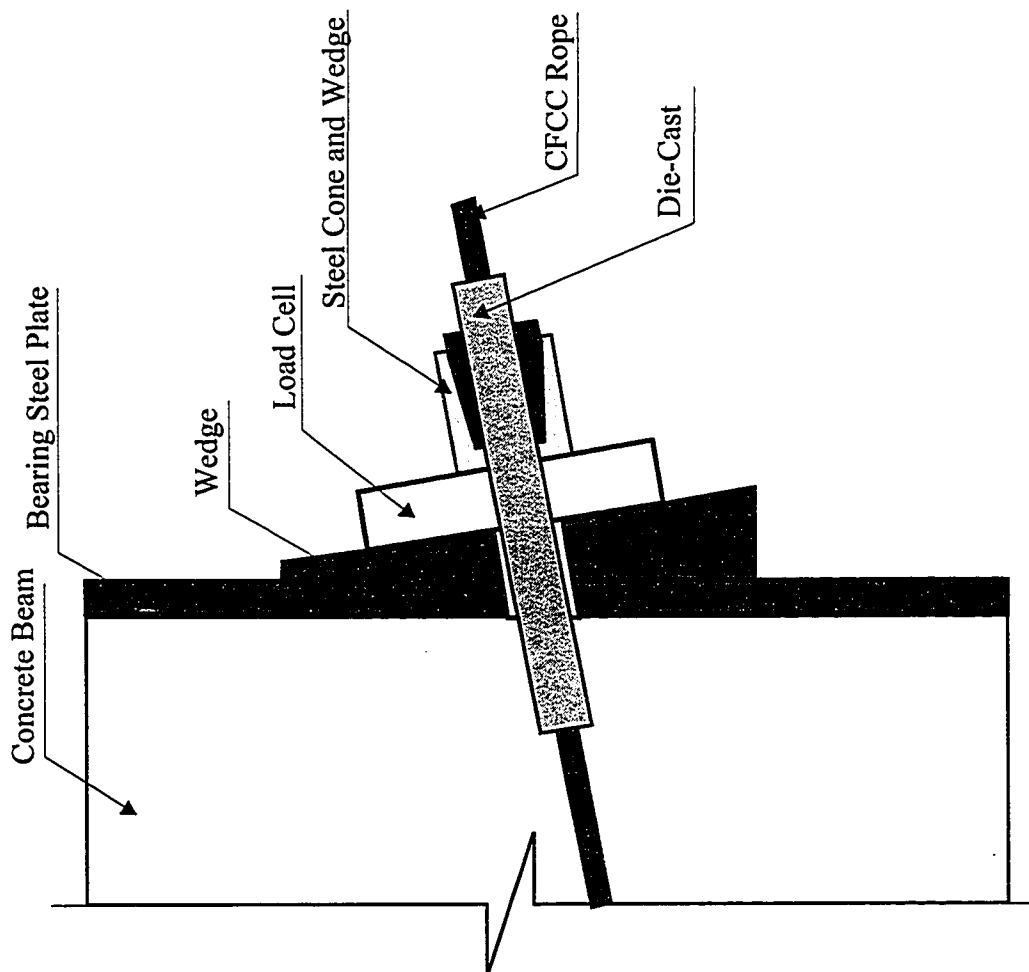 Concrete Beam
Bearing Steel Plate
Wedge
Load Cell
Steel Cone and Wedge
CFCC Rope
Die-Cast